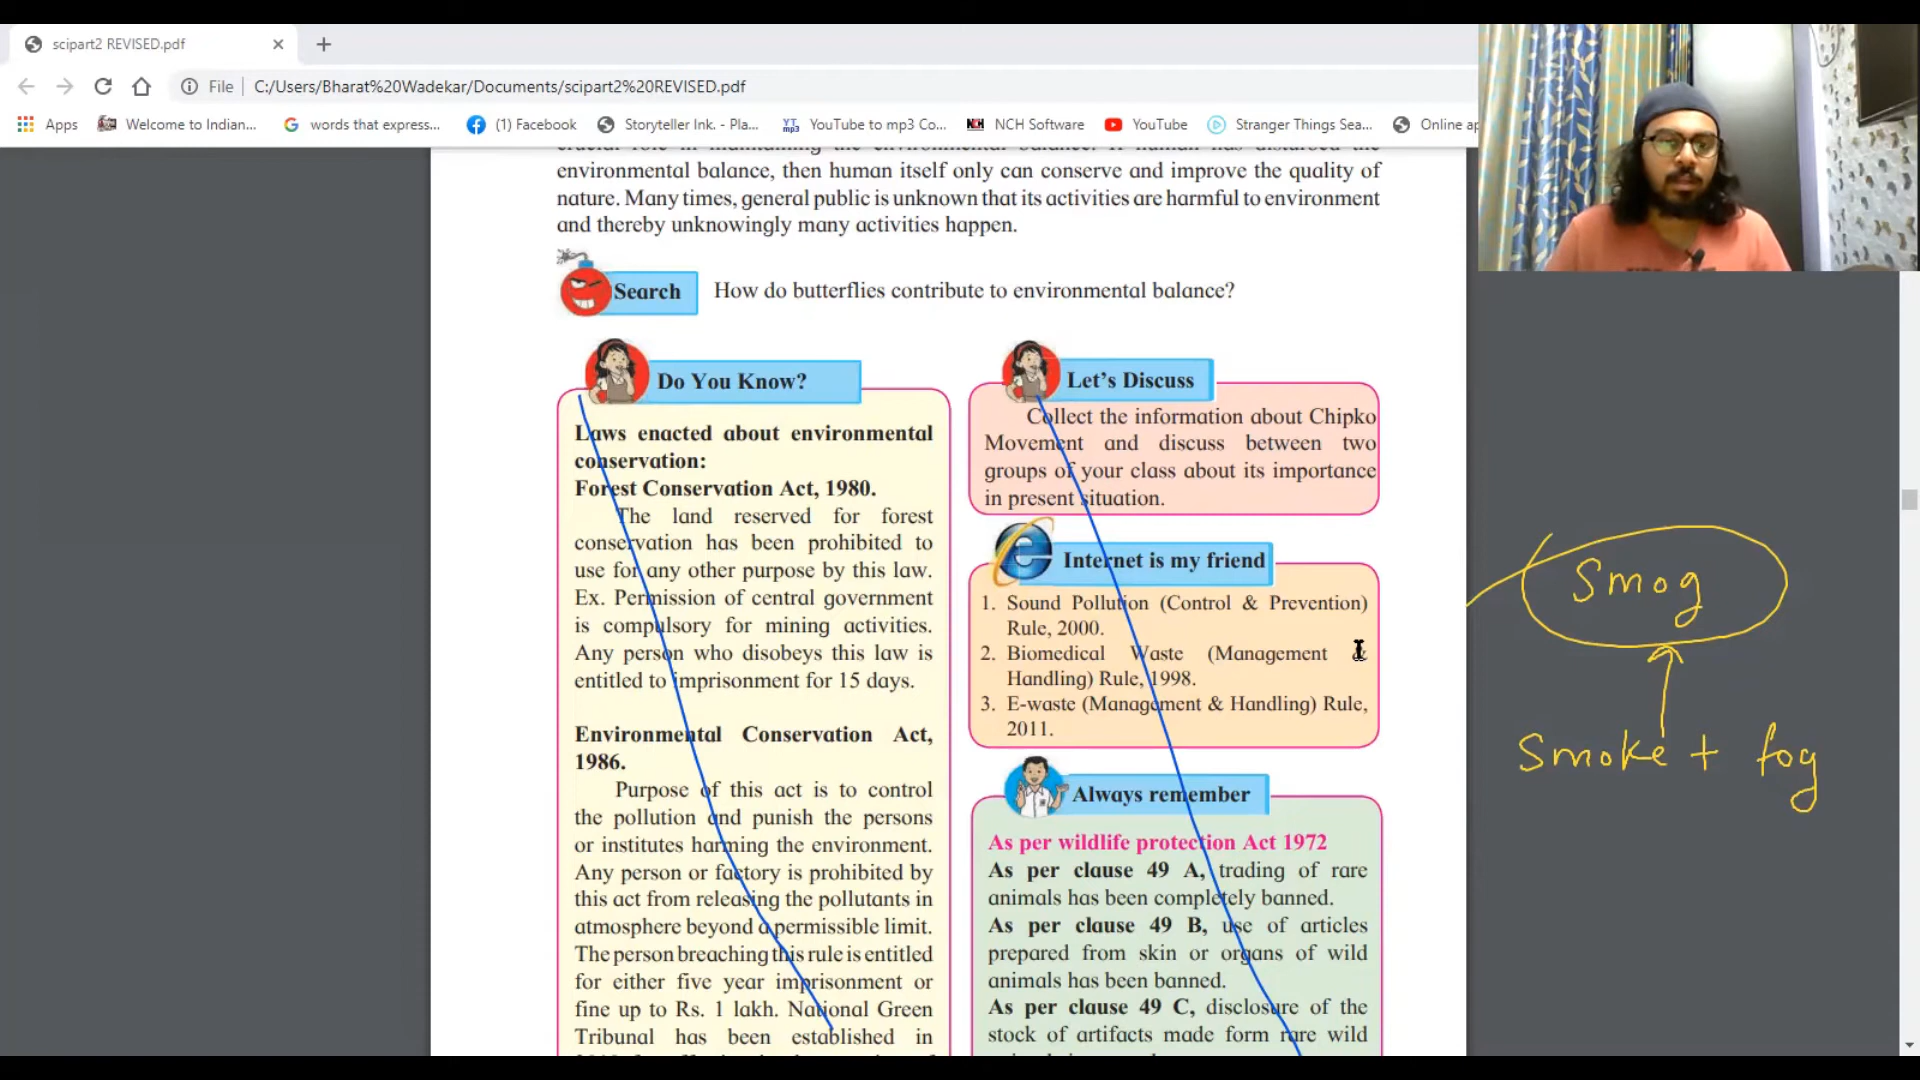 scipart2 REVISED.pdf
File C:/Users/Bharat%20Wadekar/Documents/scipart2%20REVISED.pdf
Apps Welcome to Indian... words that express... (1) Facebook Storyteller Ink. - Pla... YouTube to mp3 Co... NCH Software YouTube Stranger Things Sea... Online ap
crucial role in maintaining the environmental balance. If human has disturbed the
environmental balance, then human itself only can conserve and improve the quality of
nature. Many times, general public is unknown that its activities are harmful to environment
and thereby unknowingly many activities happen.
Search How do butterflies contribute to environmental balance?
Do You Know?
Laws enacted about environmental
conservation:
Forest Conservation Act, 1980.
The land reserved for forest
conservation has been prohibited to
use for any other purpose by this law.
Ex. Permission of central government
is compulsory for mining activities.
Any person who disobeys this law is
entitled to imprisonment for 15 days.
Environmental Conservation Act,
1986.
Purpose of this act is to control
the pollution and punish the persons
or institutes harming the environment.
Any person or factory is prohibited by
this act from releasing the pollutants in
atmosphere beyond a permissible limit.
The person breaching this rule is entitled
for either five year imprisonment or
fine up to Rs. 1 lakh. National Green
Tribunal has been established in
Let's Discuss
Collect the information about Chipko
Movement and discuss between two
groups of your class about its importance
in present situation.
Internet is my friend
1. Sound Pollution (Control & Prevention)
Rule, 2000.
2. Biomedical Waste (Management &
Handling) Rule, 1998.
3. E-waste (Management & Handling) Rule,
2011.
Always remember
As per wildlife protection Act 1972
As per clause 49 A, trading of rare
animals has been completely banned.
As per clause 49 B, use of articles
prepared from skin or organs of wild
animals has been banned.
As per clause 49 C, disclosure of the
stock of artifacts made form rare wild
Smog
Smoke + fog